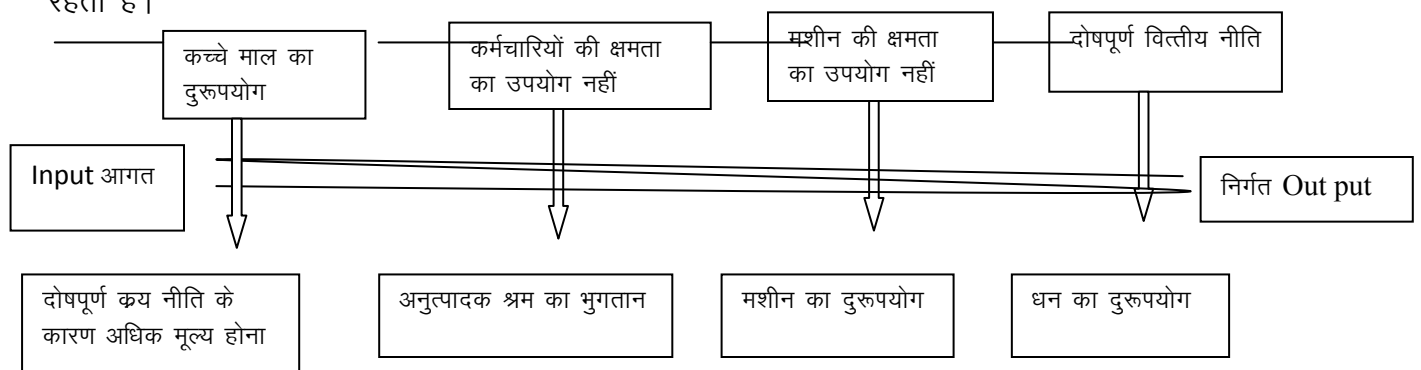 रहता है।
कच्चे माल का
दुरूपयोग
कर्मचारियों की क्षमता
का उपयोग नहीं
मशीन की क्षमता
का उपयोग नहीं
दोषपूर्ण वित्तीय नीति
Input आगत
निर्गत Out put
दोषपूर्ण क्रय नीति के
कारण अधिक मूल्य होना
अनुत्पादक श्रम का भुगतान
मशीन का दुरूपयोग
धन का दुरूपयोग